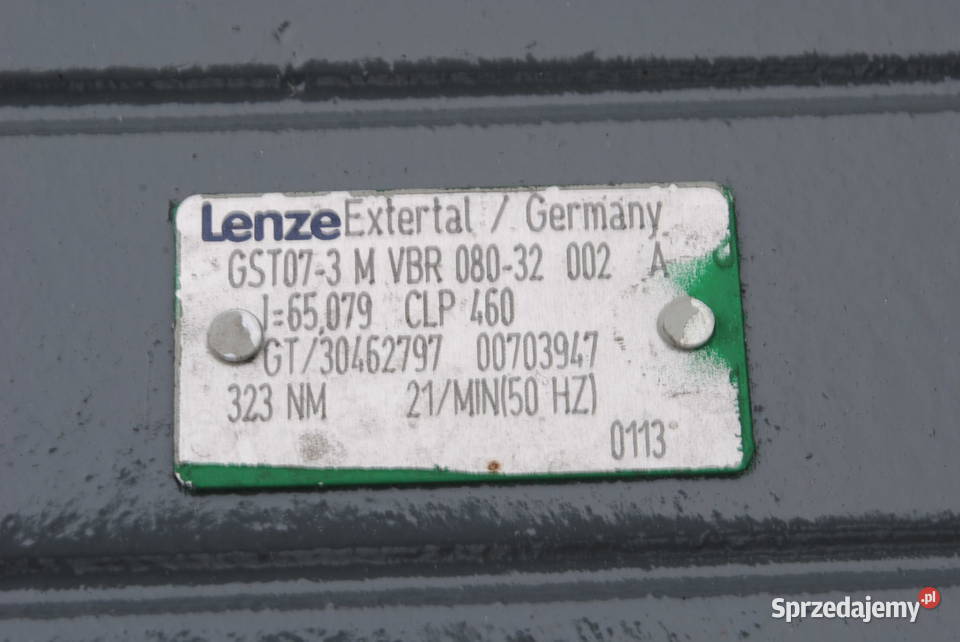 Lenze Extertal / Germany
GST07-3 M VBR 080-32 002 A
I=65,079 CLP 460
GT/30462797 00703947
323 NM 21/MIN(50 HZ)
0113
Sprzedajemy.pl